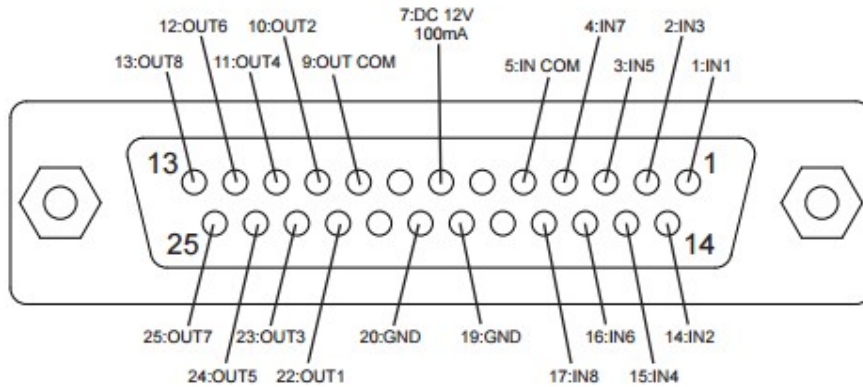 12:OUT6
10:OUT2
7:DC 12V
100mA
4:IN7
2:IN3
13:OUT8
11:OUT4
9:OUT COM
5:IN COM
3:IN5
1:IN1
13
1
25
14
25:OUT7
23:OUT3
20:GND
19:GND
16:IN6
14:IN2
24:OUT5
22:OUT1
17:IN8
15:IN4